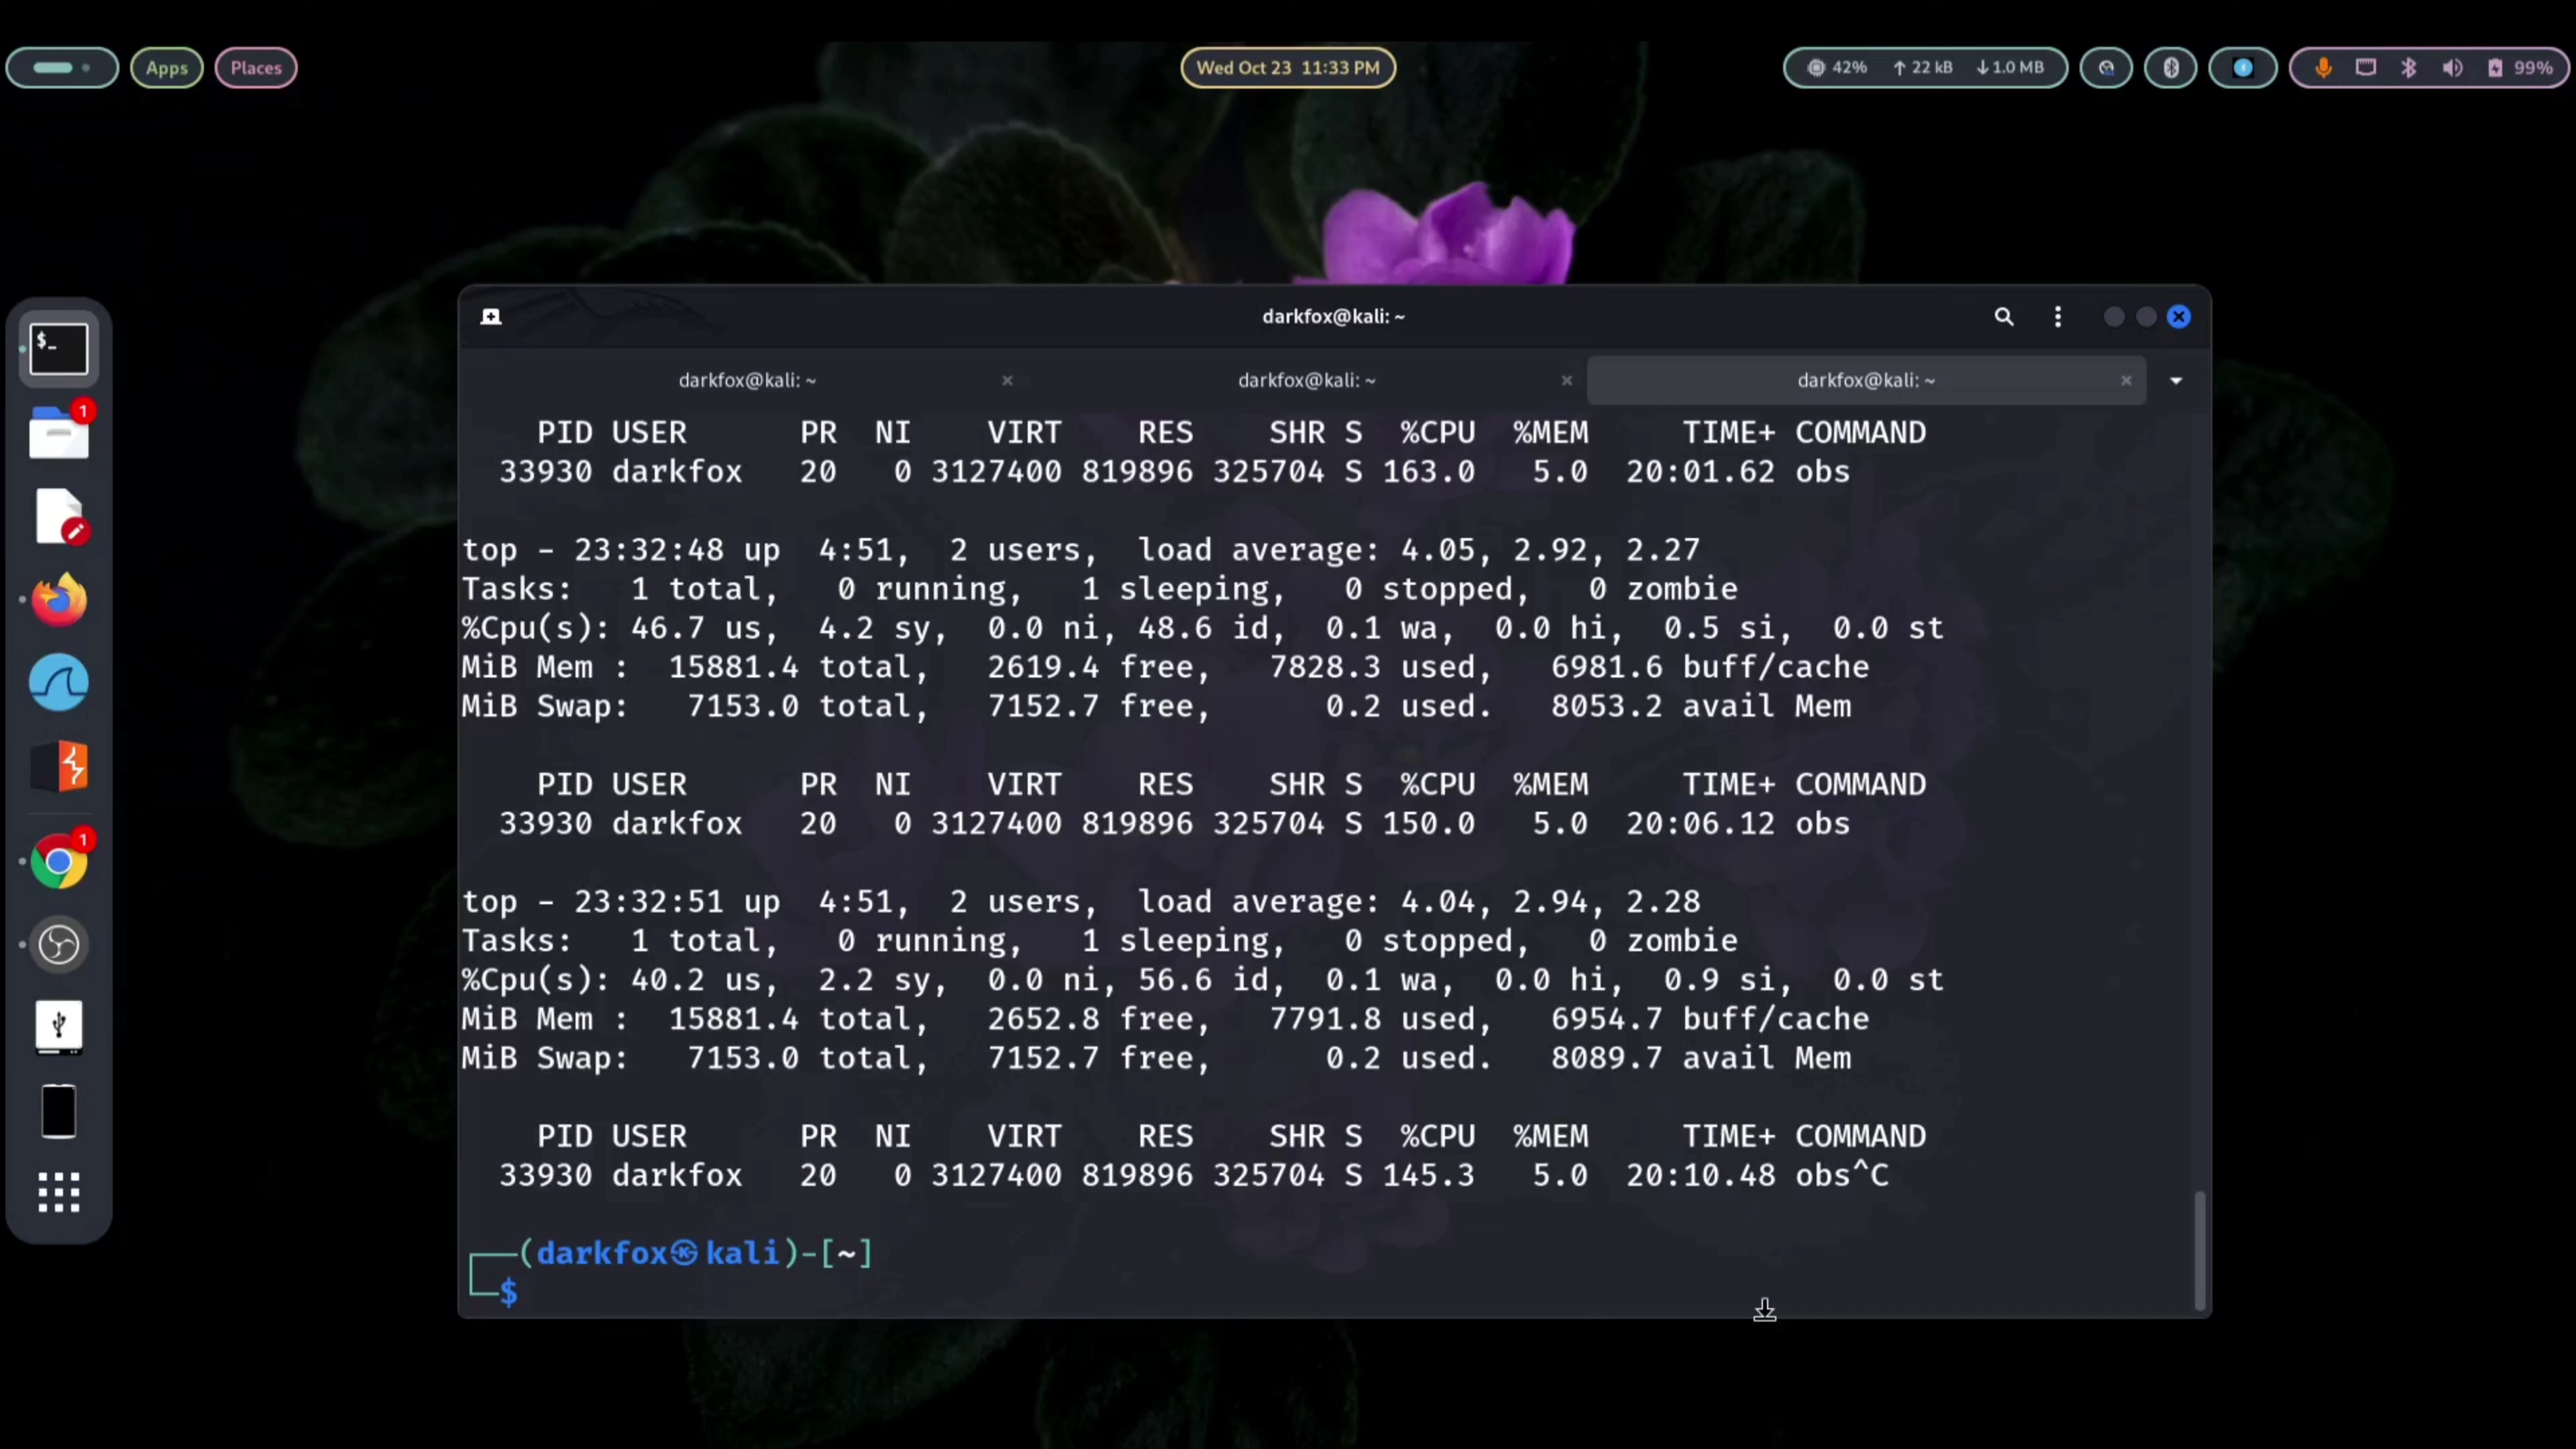 Apps Places Wed Oct 23 11:33 PM 42% ↑ 22 kB ↓ 1.0 MB 99%
darkfox@kali: ~
darkfox@kali: ~ darkfox@kali: ~ darkfox@kali: ~
PID USER PR NI VIRT RES SHR S %CPU %MEM TIME+ COMMAND
33930 darkfox 20 0 3127400 819896 325704 S 163.0 5.0 20:01.62 obs
top - 23:32:48 up 4:51, 2 users, load average: 4.05, 2.92, 2.27
Tasks: 1 total, 0 running, 1 sleeping, 0 stopped, 0 zombie
%Cpu(s): 46.7 us, 4.2 sy, 0.0 ni, 48.6 id, 0.1 wa, 0.0 hi, 0.5 si, 0.0 st
MiB Mem : 15881.4 total, 2619.4 free, 7828.3 used, 6981.6 buff/cache
MiB Swap: 7153.0 total, 7152.7 free, 0.2 used. 8053.2 avail Mem
PID USER PR NI VIRT RES SHR S %CPU %MEM TIME+ COMMAND
33930 darkfox 20 0 3127400 819896 325704 S 150.0 5.0 20:06.12 obs
top - 23:32:51 up 4:51, 2 users, load average: 4.04, 2.94, 2.28
Tasks: 1 total, 0 running, 1 sleeping, 0 stopped, 0 zombie
%Cpu(s): 40.2 us, 2.2 sy, 0.0 ni, 56.6 id, 0.1 wa, 0.0 hi, 0.9 si, 0.0 st
MiB Mem : 15881.4 total, 2652.8 free, 7791.8 used, 6954.7 buff/cache
MiB Swap: 7153.0 total, 7152.7 free, 0.2 used. 8089.7 avail Mem
PID USER PR NI VIRT RES SHR S %CPU %MEM TIME+ COMMAND
33930 darkfox 20 0 3127400 819896 325704 S 145.3 5.0 20:10.48 obs^C
┌──(darkfox㉿kali)-[~]
└─$
$_
1
1